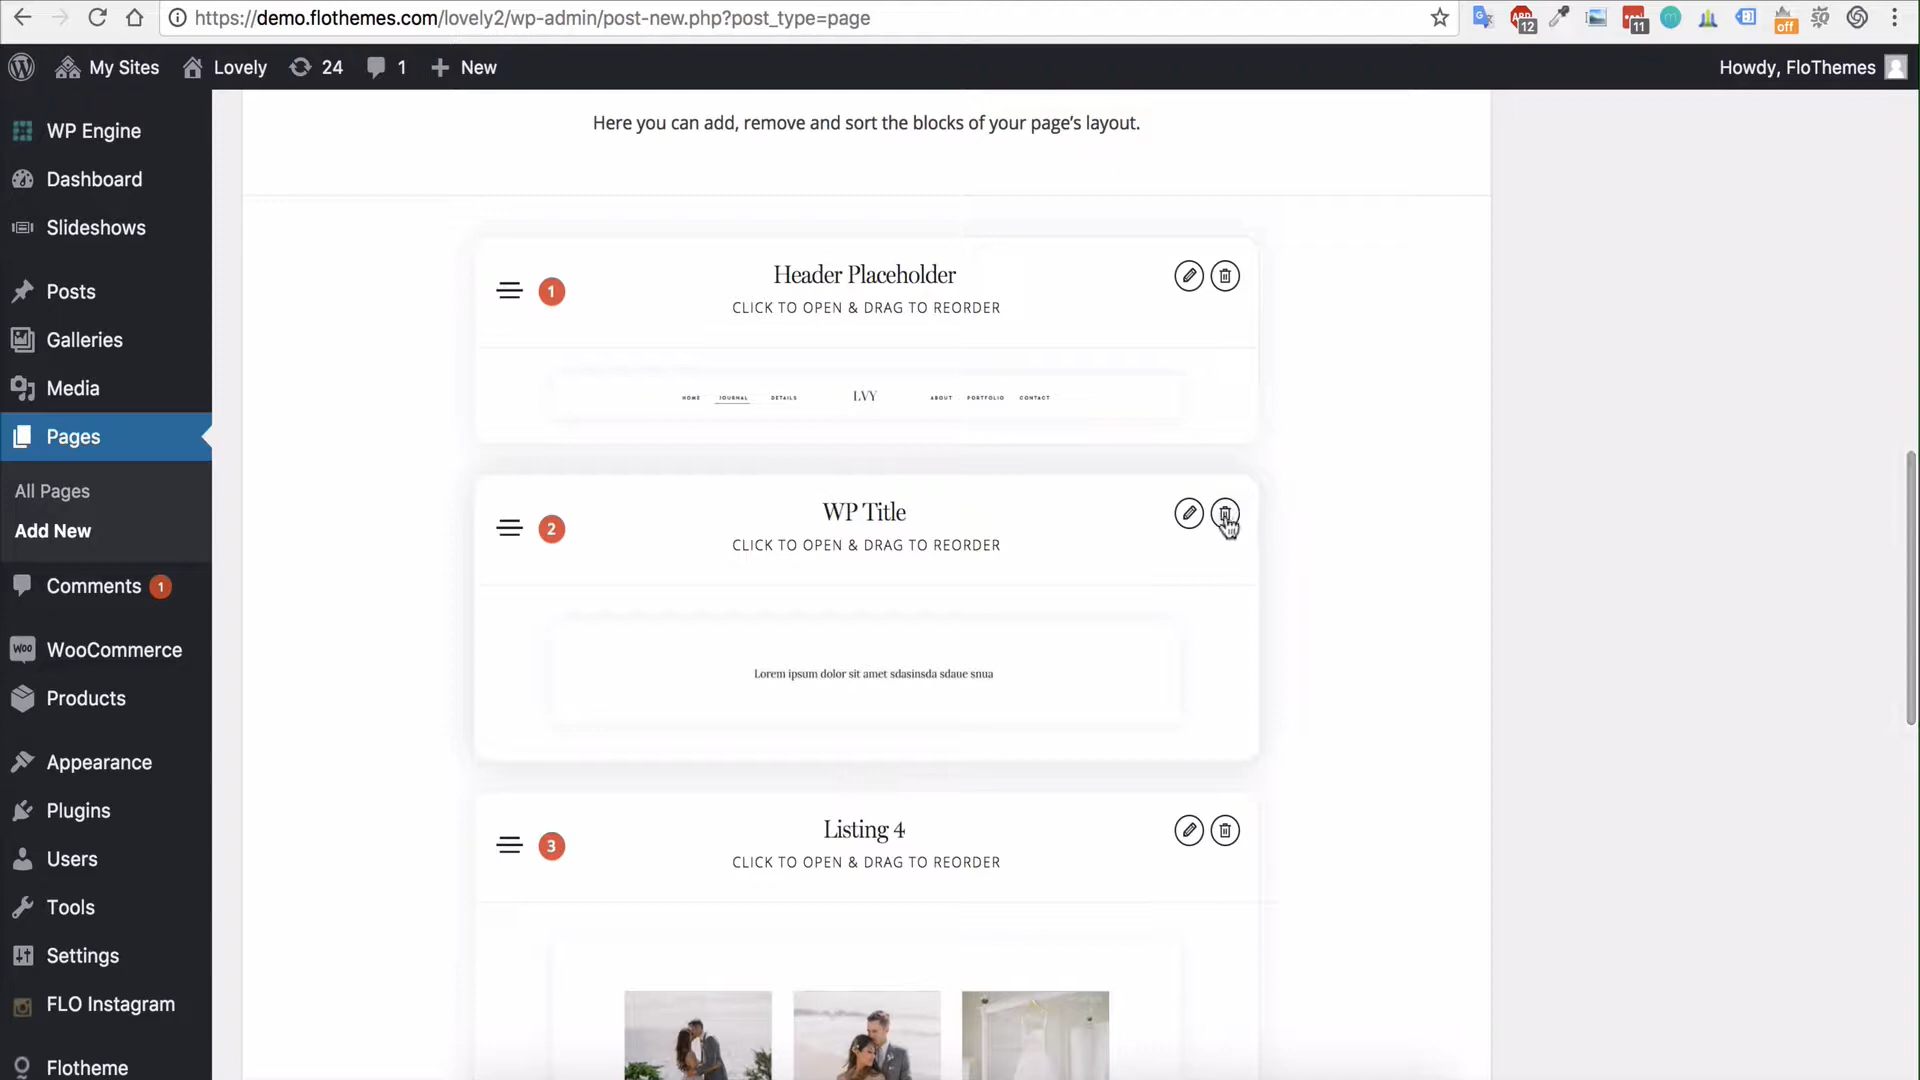 https://demo.flothemes.com/lovely2/wp-admin/post-new.php?post_type=page
12
11
off
My Sites
Lovely
24
1
New
Howdy, FloThemes
WP Engine
Dashboard
Slideshows
Posts
Galleries
Media
Pages
All Pages
Add New
Comments 1
WooCommerce
Products
Appearance
Plugins
Users
Tools
Settings
FLO Instagram
Flotheme
Here you can add, remove and sort the blocks of your page's layout.
1
Header Placeholder
CLICK TO OPEN & DRAG TO REORDER
HOME JOURNAL DETAILS LVY ABOUT PORTFOLIO CONTACT
2
WP Title
CLICK TO OPEN & DRAG TO REORDER
Lorem ipsum dolor sit amet sdasinsda sdaue snua
3
Listing 4
CLICK TO OPEN & DRAG TO REORDER